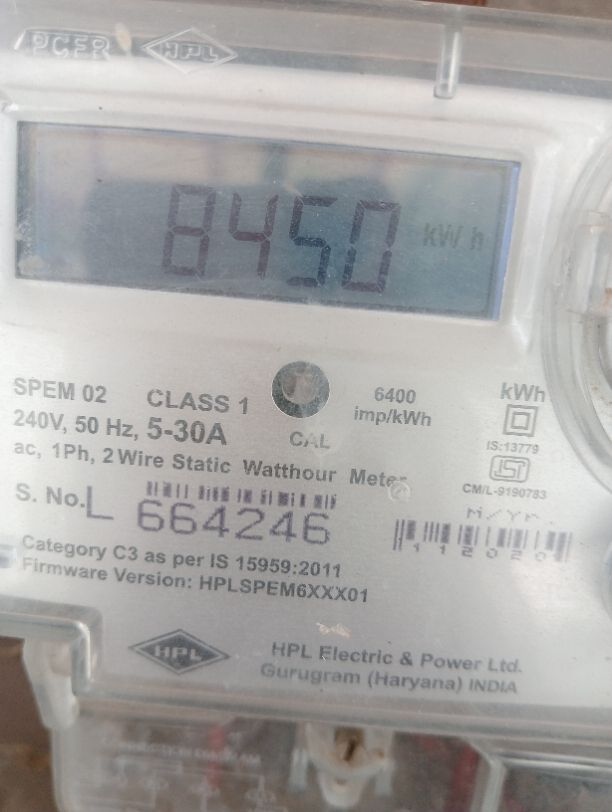 HPL
8450 kWh
SPEM 02 CLASS 1
6400
imp/kWh
kWh
240V, 50 Hz, 5-30A
CAL
IS:13779
ac, 1Ph, 2 Wire Static Watthour Meter
CM/L-9190783
S. No. L 664246
M/Yr.
112020
Category C3 as per IS 15959:2011
Firmware Version: HPLSPEM6XXX01
HPL
HPL Electric & Power Ltd.
Gurugram (Haryana) INDIA